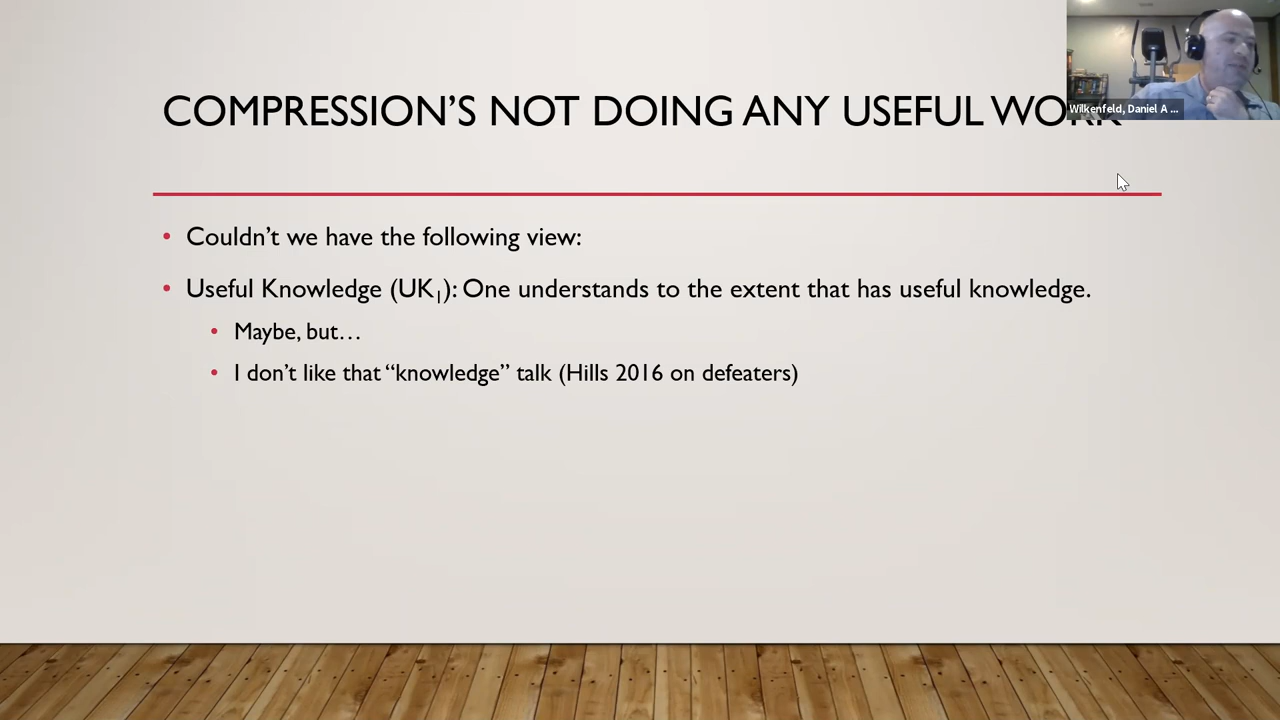 COMPRESSION'S NOT DOING ANY USEFUL WORK
Wilkenfeld, Daniel A ...
• Couldn't we have the following view:
• Useful Knowledge (UK₁): One understands to the extent that has useful knowledge.
• Maybe, but…
• I don't like that “knowledge” talk (Hills 2016 on defeaters)